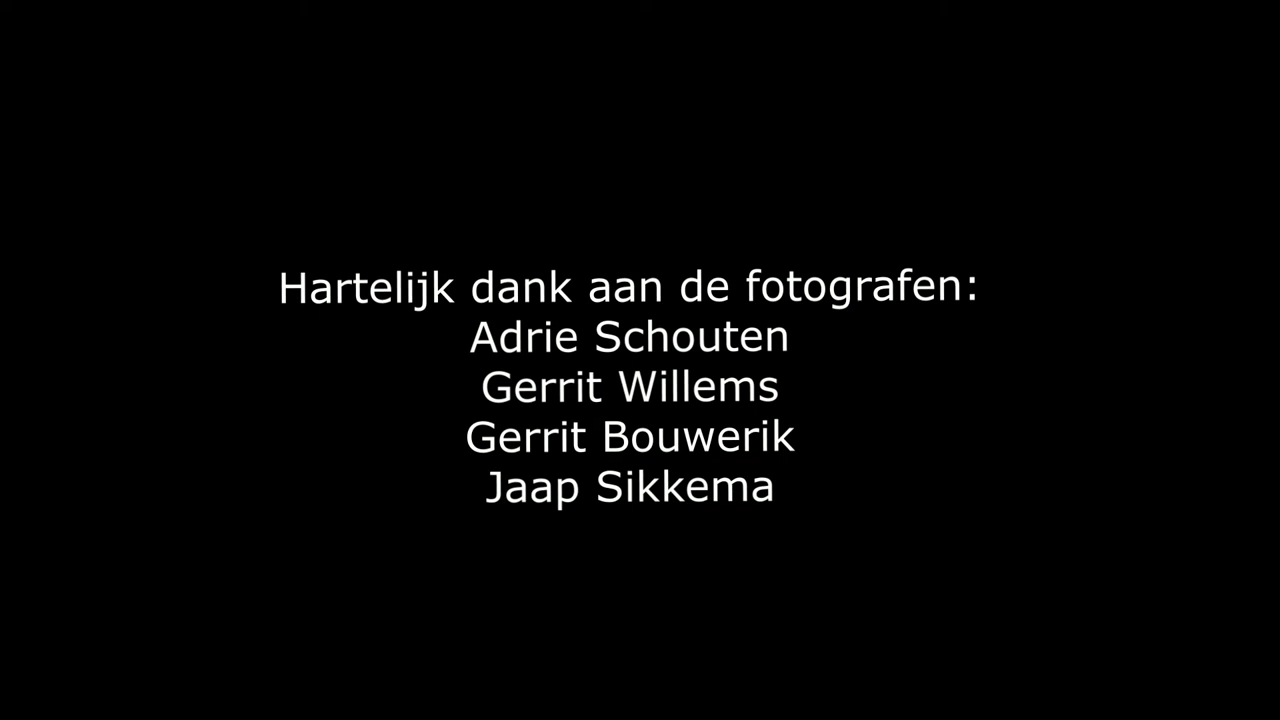 Hartelijk dank aan de fotografen:
Adrie Schouten
Gerrit Willems
Gerrit Bouwerik
Jaap Sikkema